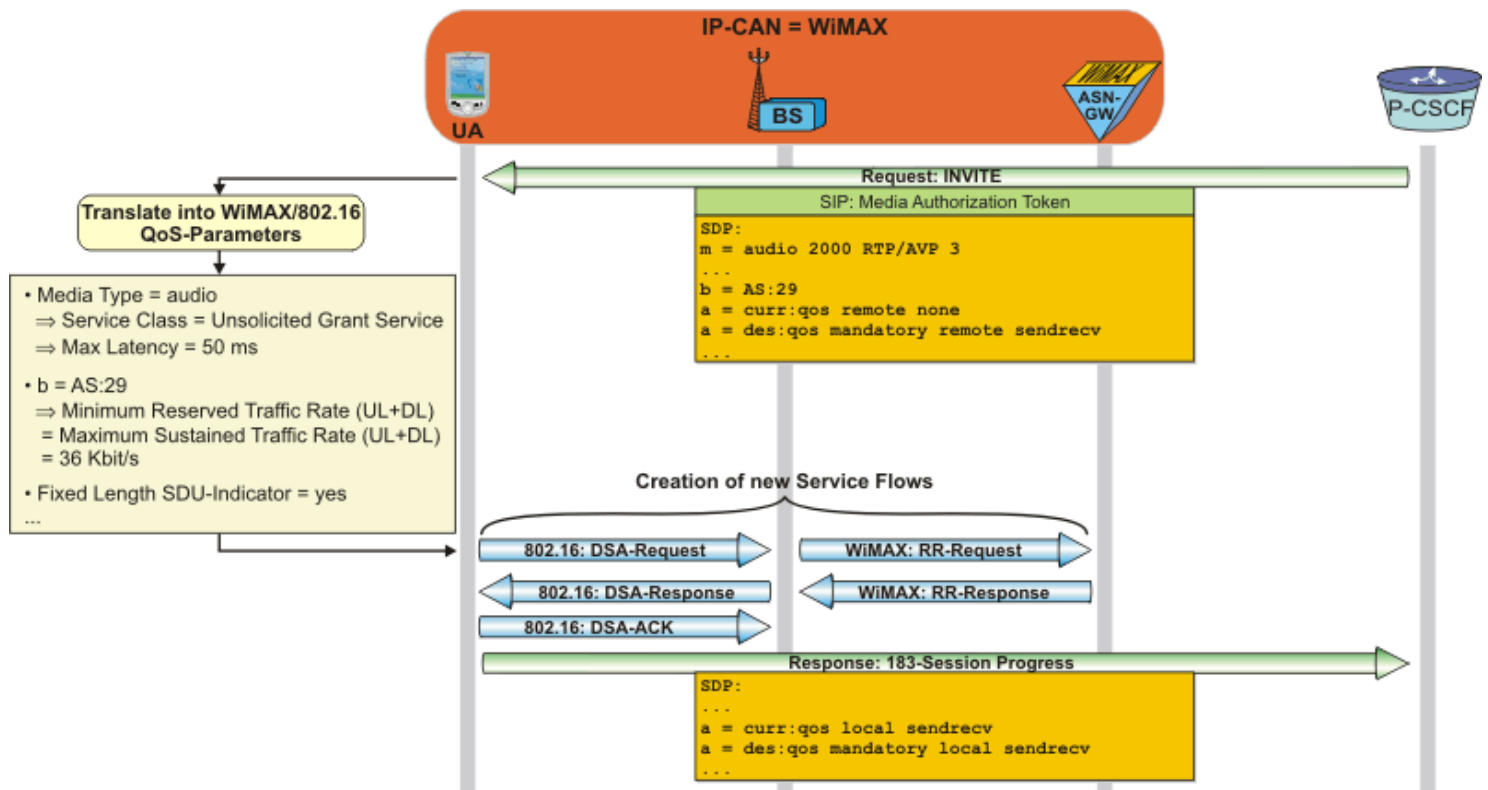 IP-CAN = WiMAX
UA
BS
WiMAX
ASN-
GW
P-CSCF
Request: INVITE
SIP: Media Authorization Token
SDP:
m = audio 2000 RTP/AVP 3
...
b = AS:29
a = curr:qos remote none
a = des:qos mandatory remote sendrecv
...
Translate into WiMAX/802.16
QoS-Parameters
• Media Type = audio
⇒ Service Class = Unsolicited Grant Service
⇒ Max Latency = 50 ms
• b = AS:29
⇒ Minimum Reserved Traffic Rate (UL+DL)
= Maximum Sustained Traffic Rate (UL+DL)
= 36 Kbit/s
• Fixed Length SDU-Indicator = yes
...
Creation of new Service Flows
802.16: DSA-Request
WiMAX: RR-Request
802.16: DSA-Response
WiMAX: RR-Response
802.16: DSA-ACK
Response: 183-Session Progress
SDP:
...
a = curr:qos local sendrecv
a = des:qos mandatory local sendrecv
...